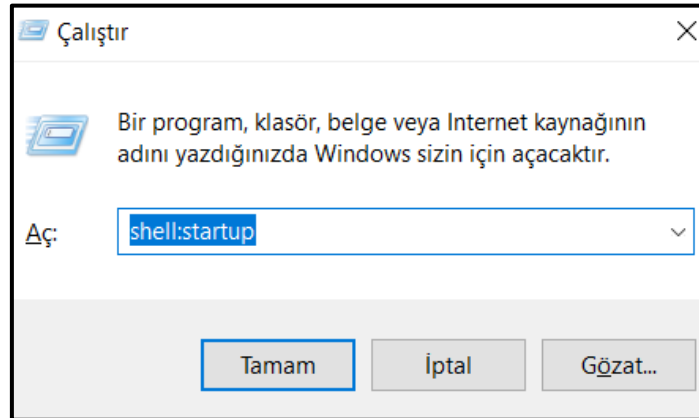 Çalıştır
Bir program, klasör, belge veya Internet kaynağının
adını yazdığınızda Windows sizin için açacaktır.
Aç:
shell:startup
Tamam
İptal
Gözat...